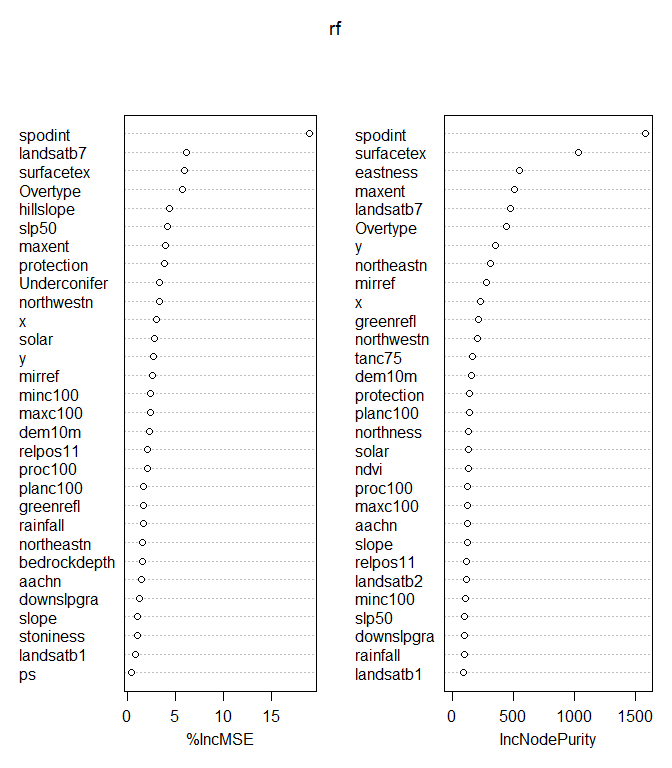 rf
spodint
landsatb7
surfacetex
Overtype
hillslope
slp50
maxent
protection
Underconifer
northwestn
x
solar
y
mirref
minc100
maxc100
dem10m
relpos11
proc100
planc100
greenrefl
rainfall
northeastn
bedrockdepth
aachn
downslpgra
slope
stoniness
landsatb1
ps
0 5 10 15
%IncMSE
spodint
surfacetex
eastness
maxent
landsatb7
Overtype
y
northeastn
mirref
x
greenrefl
northwestn
tanc75
dem10m
protection
planc100
northness
solar
ndvi
proc100
maxc100
aachn
slope
relpos11
landsatb2
minc100
slp50
downslpgra
rainfall
landsatb1
0 500 1000 1500
IncNodePurity